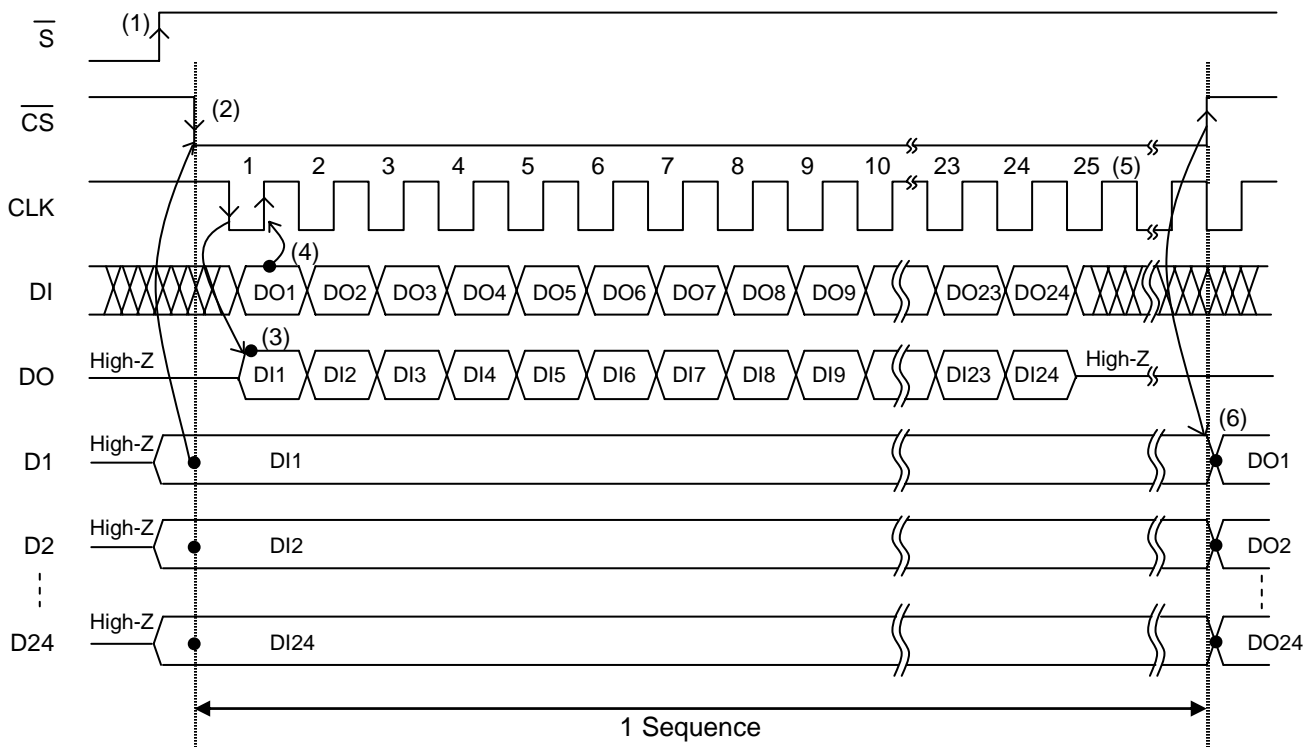 S (1)
CS (2)
1 2 3 4 5 6 7 8 9 10 23 24 25 (5)
CLK
(4)
DI DO1 DO2 DO3 DO4 DO5 DO6 DO7 DO8 DO9 DO23 DO24
(3)
DO High-Z DI1 DI2 DI3 DI4 DI5 DI6 DI7 DI8 DI9 DI23 DI24 High-Z
(6)
D1 High-Z DI1 DO1
D2 High-Z DI2 DO2
D24 High-Z DI24 DO24
1 Sequence